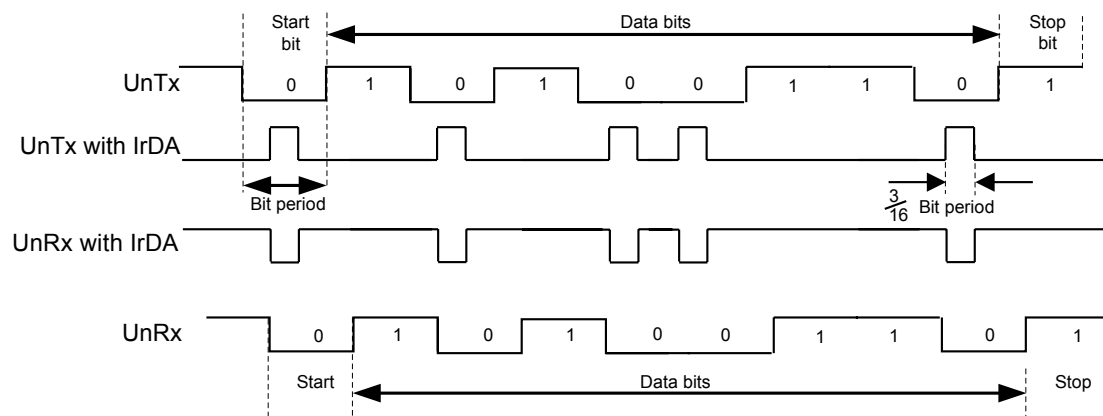 Start bit
Data bits
Stop bit
UnTx
0 1 0 1 0 0 1 1 0 1
UnTx with IrDA
Bit period
3/16 Bit period
UnRx with IrDA
UnRx
0 1 0 1 0 0 1 1 0 1
Start
Data bits
Stop